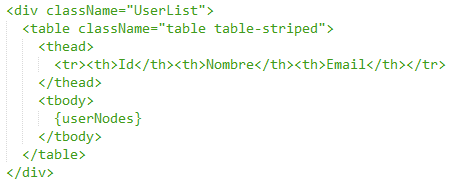 <div className="UserList">
  <table className="table table-striped">
    <thead>
      <tr><th>Id</th><th>Nombre</th><th>Email</th></tr>
    </thead>
    <tbody>
      {userNodes}
    </tbody>
  </table>
</div>